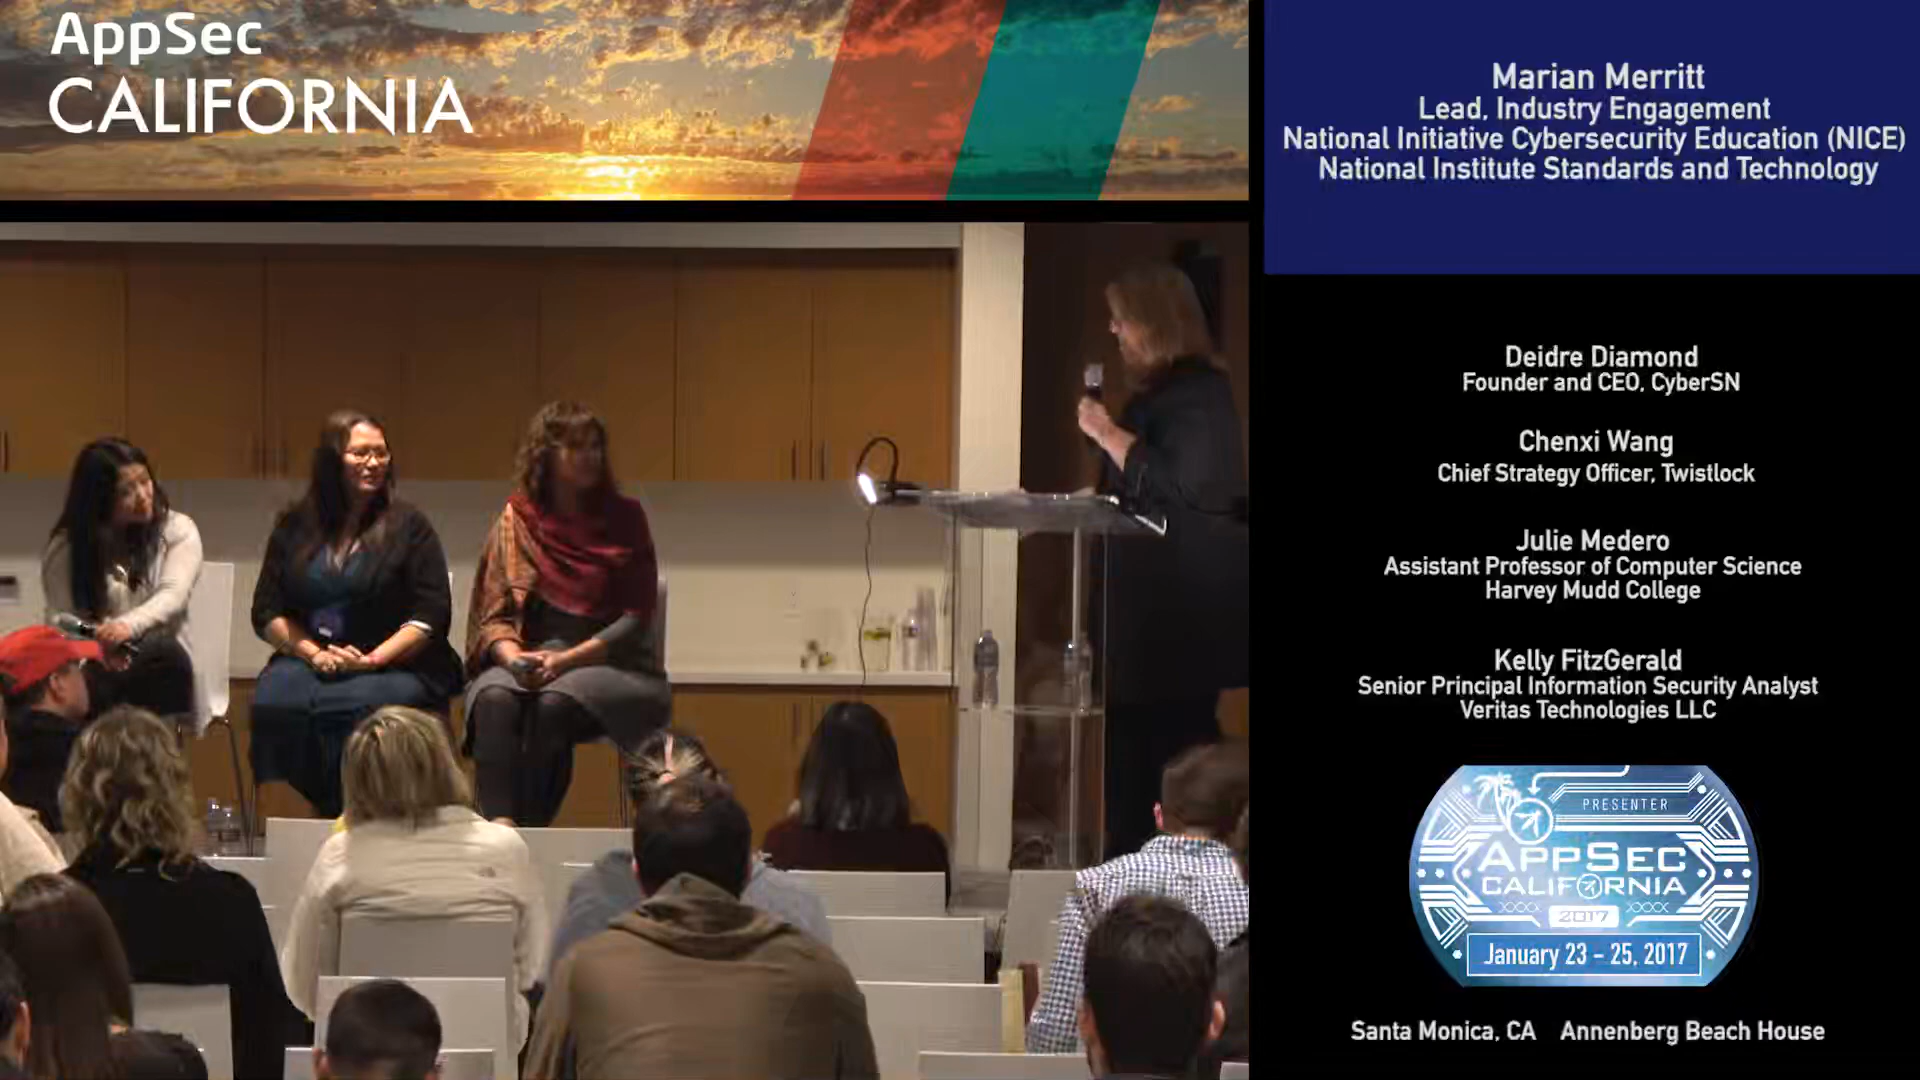 AppSec
CALIFORNIA
Marian Merritt
Lead, Industry Engagement
National Initiative Cybersecurity Education (NICE)
National Institute Standards and Technology
Deidre Diamond
Founder and CEO, CyberSN
Chenxi Wang
Chief Strategy Officer, Twistlock
Julie Medero
Assistant Professor of Computer Science
Harvey Mudd College
Kelly FitzGerald
Senior Principal Information Security Analyst
Veritas Technologies LLC
PRESENTER
APPSEC
CALIFORNIA
2017
January 23 - 25, 2017
Santa Monica, CA Annenberg Beach House